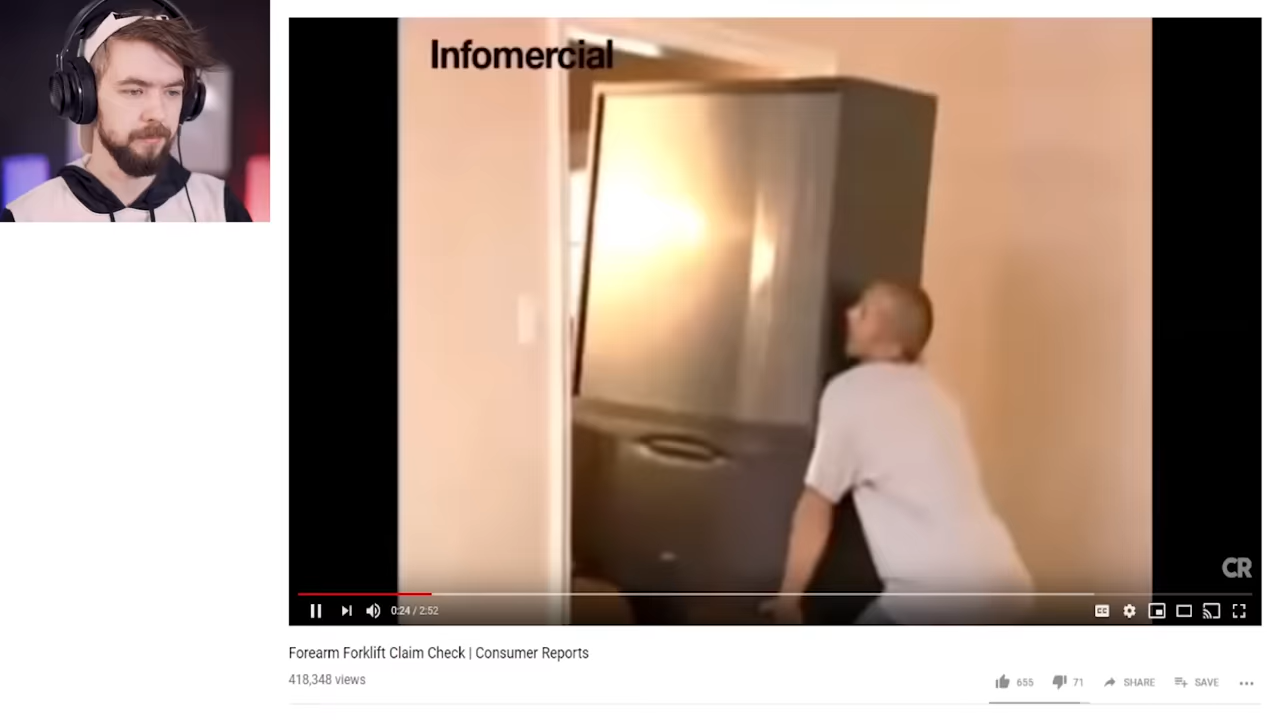 Infomercial
CR
0:24 / 2:52
CC
Forearm Forklift Claim Check | Consumer Reports
418,348 views
655
71
SHARE
SAVE